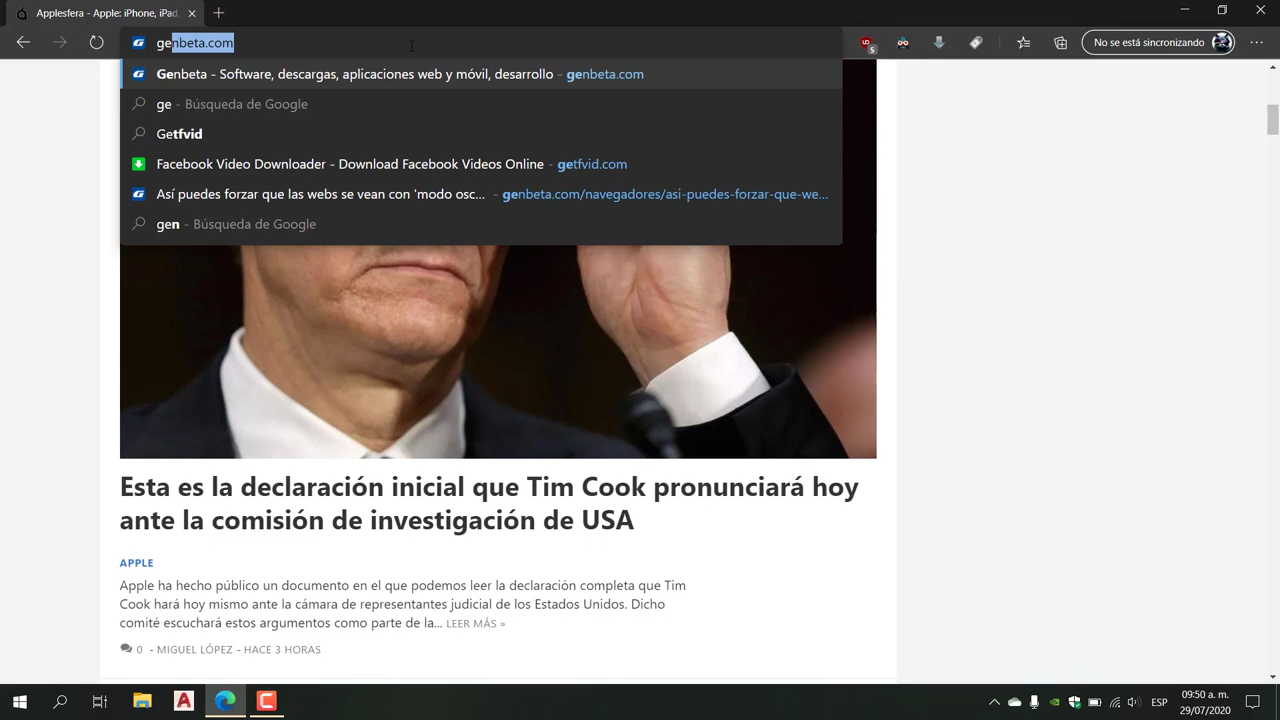 Applesfera - Apple: iPhone, iPad,
genbeta.com
5
No se está sincronizando
Genbeta - Software, descargas, aplicaciones web y móvil, desarrollo - genbeta.com
ge - Búsqueda de Google
Getfvid
Facebook Video Downloader - Download Facebook Videos Online - getfvid.com
Así puedes forzar que las webs se vean con 'modo osc... - genbeta.com/navegadores/asi-puedes-forzar-que-we...
gen - Búsqueda de Google
Esta es la declaración inicial que Tim Cook pronunciará hoy
ante la comisión de investigación de USA
APPLE
Apple ha hecho público un documento en el que podemos leer la declaración completa que Tim
Cook hará hoy mismo ante la cámara de representantes judicial de los Estados Unidos. Dicho
comité escuchará estos argumentos como parte de la... LEER MÁS »
0 - MIGUEL LÓPEZ - HACE 3 HORAS
ESP
09:50 a. m.
29/07/2020